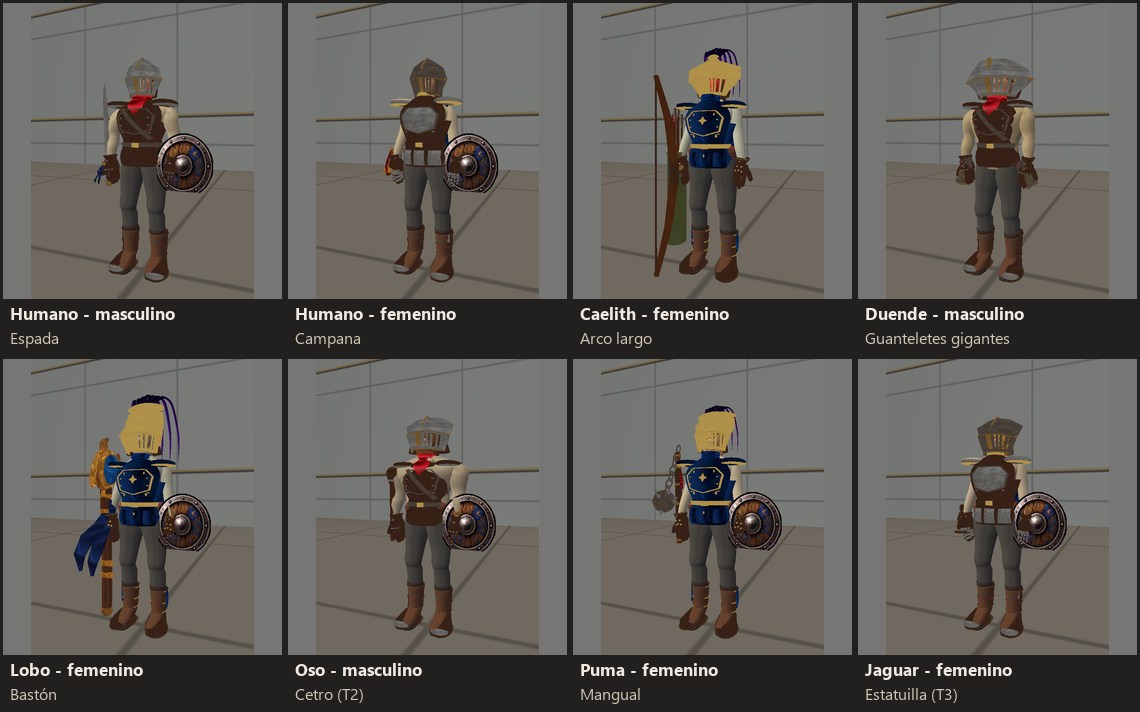 Humano - masculino
Espada
Humano - femenino
Campana
Caelith - femenino
Arco largo
Duende - masculino
Guanteletes gigantes
Lobo - femenino
Bastón
Oso - masculino
Cetro (T2)
Puma - femenino
Mangual
Jaguar - femenino
Estatuilla (T3)